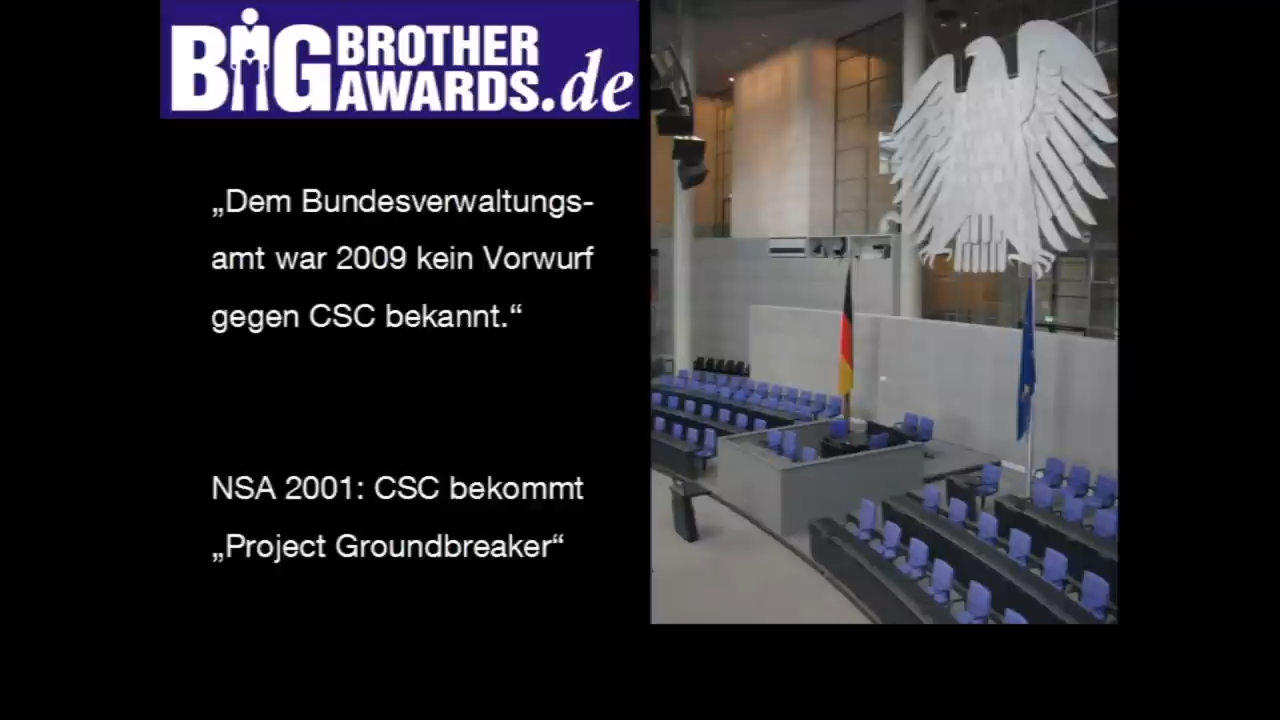 BIG BROTHER
AWARDS.de
„Dem Bundesverwaltungs-
amt war 2009 kein Vorwurf
gegen CSC bekannt.“
NSA 2001: CSC bekommt
„Project Groundbreaker“